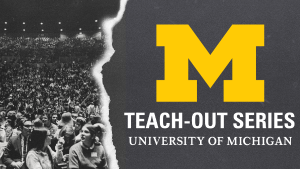 M
TEACH-OUT SERIES
UNIVERSITY OF MICHIGAN